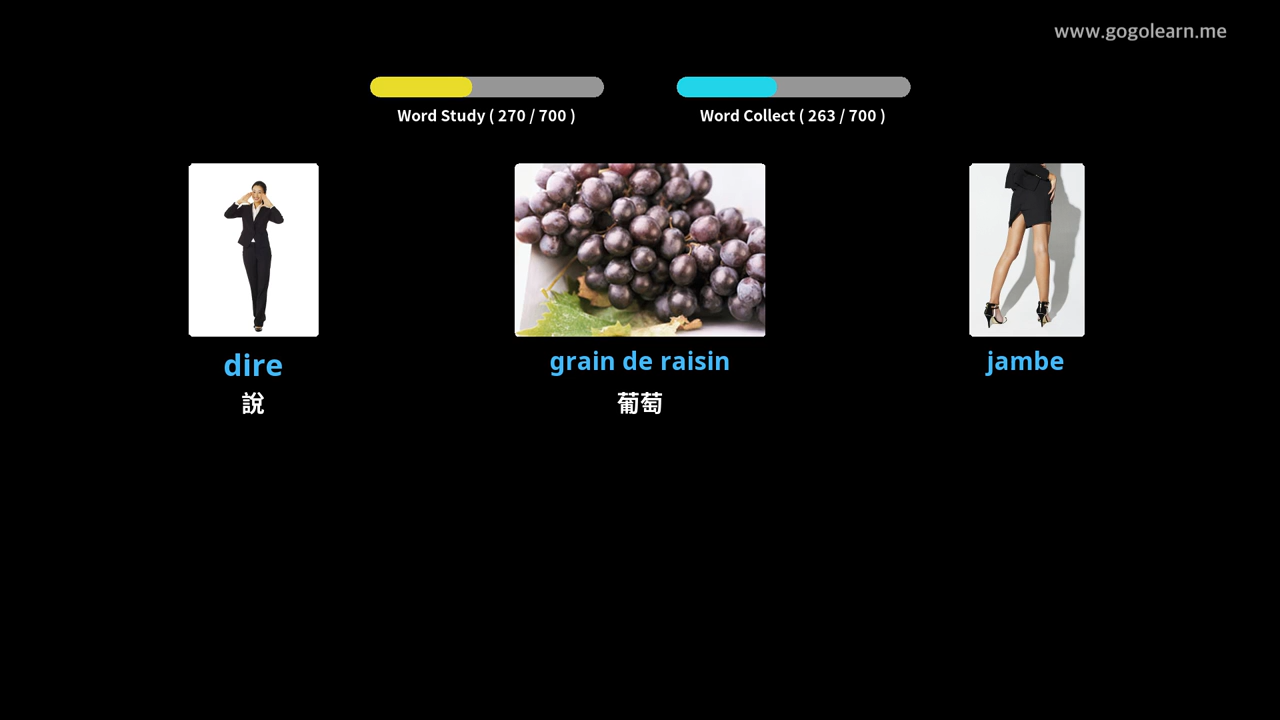 www.gogolearn.me
Word Study ( 270 / 700 )
Word Collect ( 263 / 700 )
dire
grain de raisin
jambe
說
葡萄